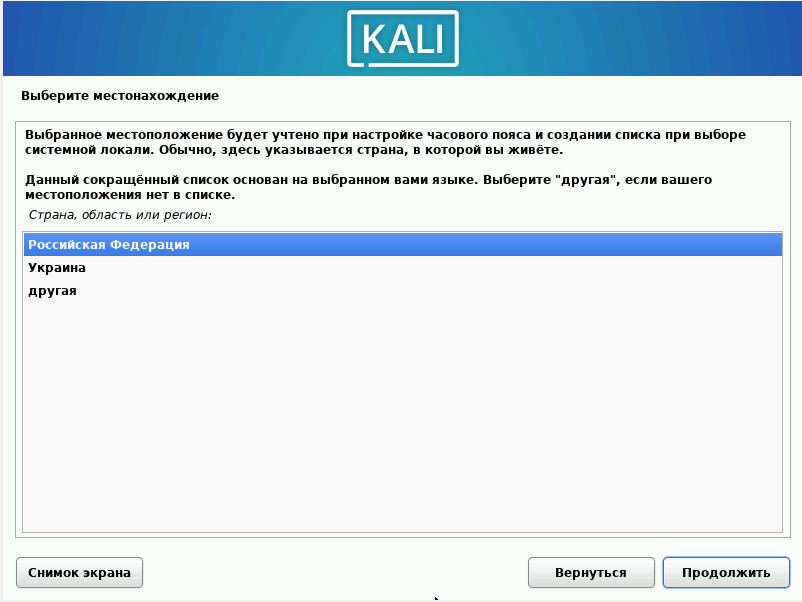 KALI
Выберите местонахождение
Выбранное местоположение будет учтено при настройке часового пояса и создании списка при выборе
системной локали. Обычно, здесь указывается страна, в которой вы живёте.
Данный сокращённый список основан на выбранном вами языке. Выберите "другая", если вашего
местоположения нет в списке.
Страна, область или регион:
Российская Федерация
Украина
другая
Снимок экрана
Вернуться
Продолжить